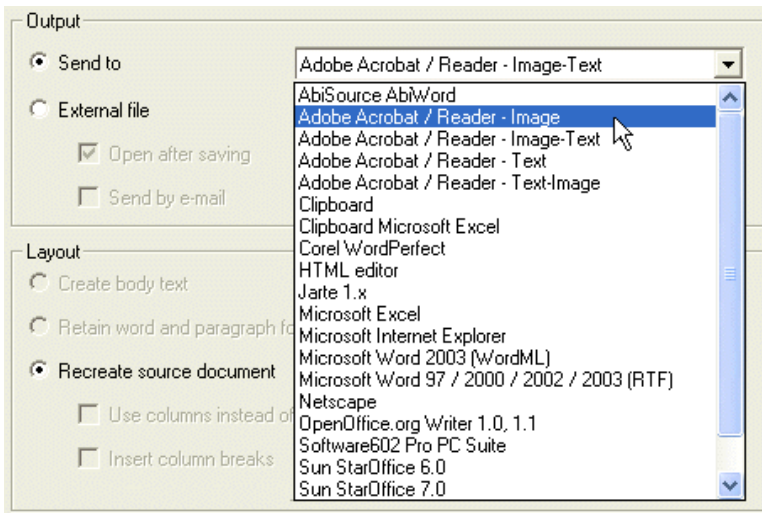 Output
Send to
Adobe Acrobat / Reader - Image-Text
External file
Open after saving
Send by e-mail
AbiSource AbiWord
Adobe Acrobat / Reader - Image
Adobe Acrobat / Reader - Image-Text
Adobe Acrobat / Reader - Text
Adobe Acrobat / Reader - Text-Image
Clipboard
Clipboard Microsoft Excel
Corel WordPerfect
HTML editor
Jarte 1.x
Microsoft Excel
Microsoft Internet Explorer
Microsoft Word 2003 (WordML)
Microsoft Word 97 / 2000 / 2002 / 2003 (RTF)
Netscape
OpenOffice.org Writer 1.0, 1.1
Software602 Pro PC Suite
Sun StarOffice 6.0
Sun StarOffice 7.0
Layout
Create body text
Retain word and paragraph fo
Recreate source document
Use columns instead of
Insert column breaks